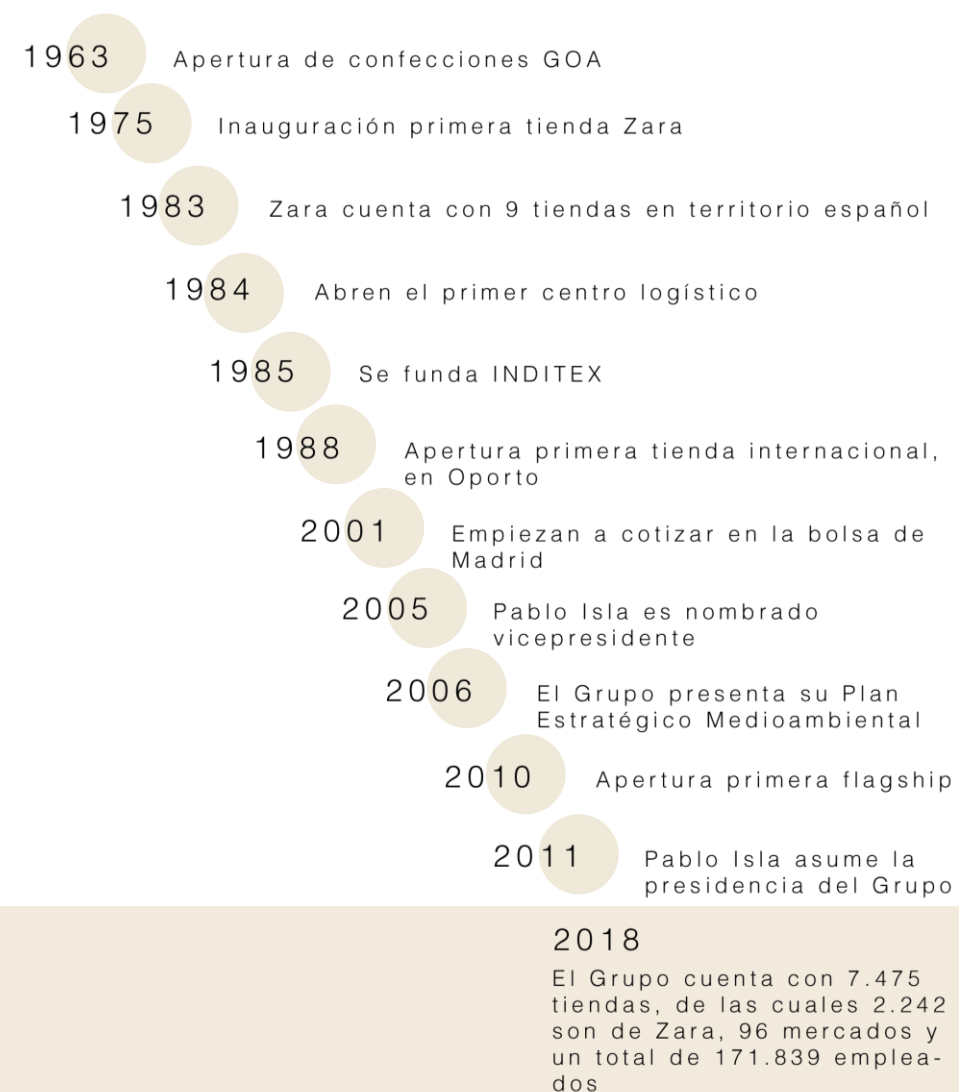 1963 Apertura de confecciones GOA
1975 Inauguración primera tienda Zara
1983 Zara cuenta con 9 tiendas en territorio español
1984 Abren el primer centro logístico
1985 Se funda INDITEX
1988 Apertura primera tienda internacional,
en Oporto
2001 Empiezan a cotizar en la bolsa de
Madrid
2005 Pablo Isla es nombrado
vicepresidente
2006 El Grupo presenta su Plan
Estratégico Medioambiental
2010 Apertura primera flagship
2011 Pablo Isla asume la
presidencia del Grupo
2018
El Grupo cuenta con 7.475
tiendas, de las cuales 2.242
son de Zara, 96 mercados y
un total de 171.839 emplea-
dos